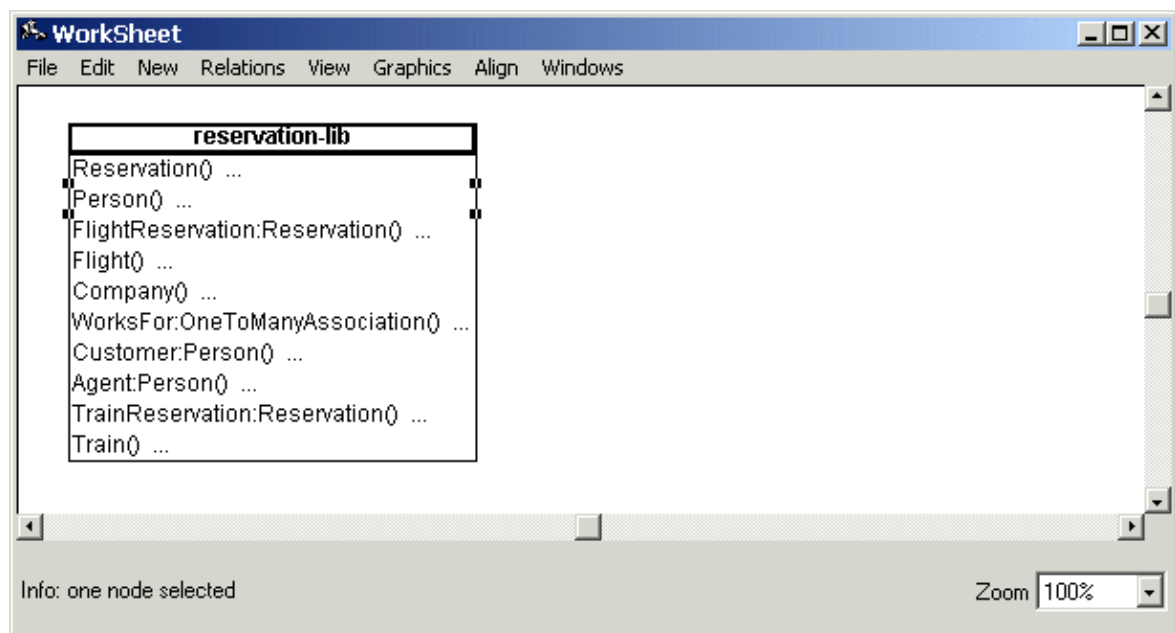 WorkSheet
File Edit New Relations View Graphics Align Windows
reservation-lib
Reservation() ...
Person() ...
FlightReservation:Reservation() ...
Flight() ...
Company() ...
WorksFor:OneToManyAssociation() ...
Customer:Person() ...
Agent:Person() ...
TrainReservation:Reservation() ...
Train() ...
Info: one node selected
Zoom 100%